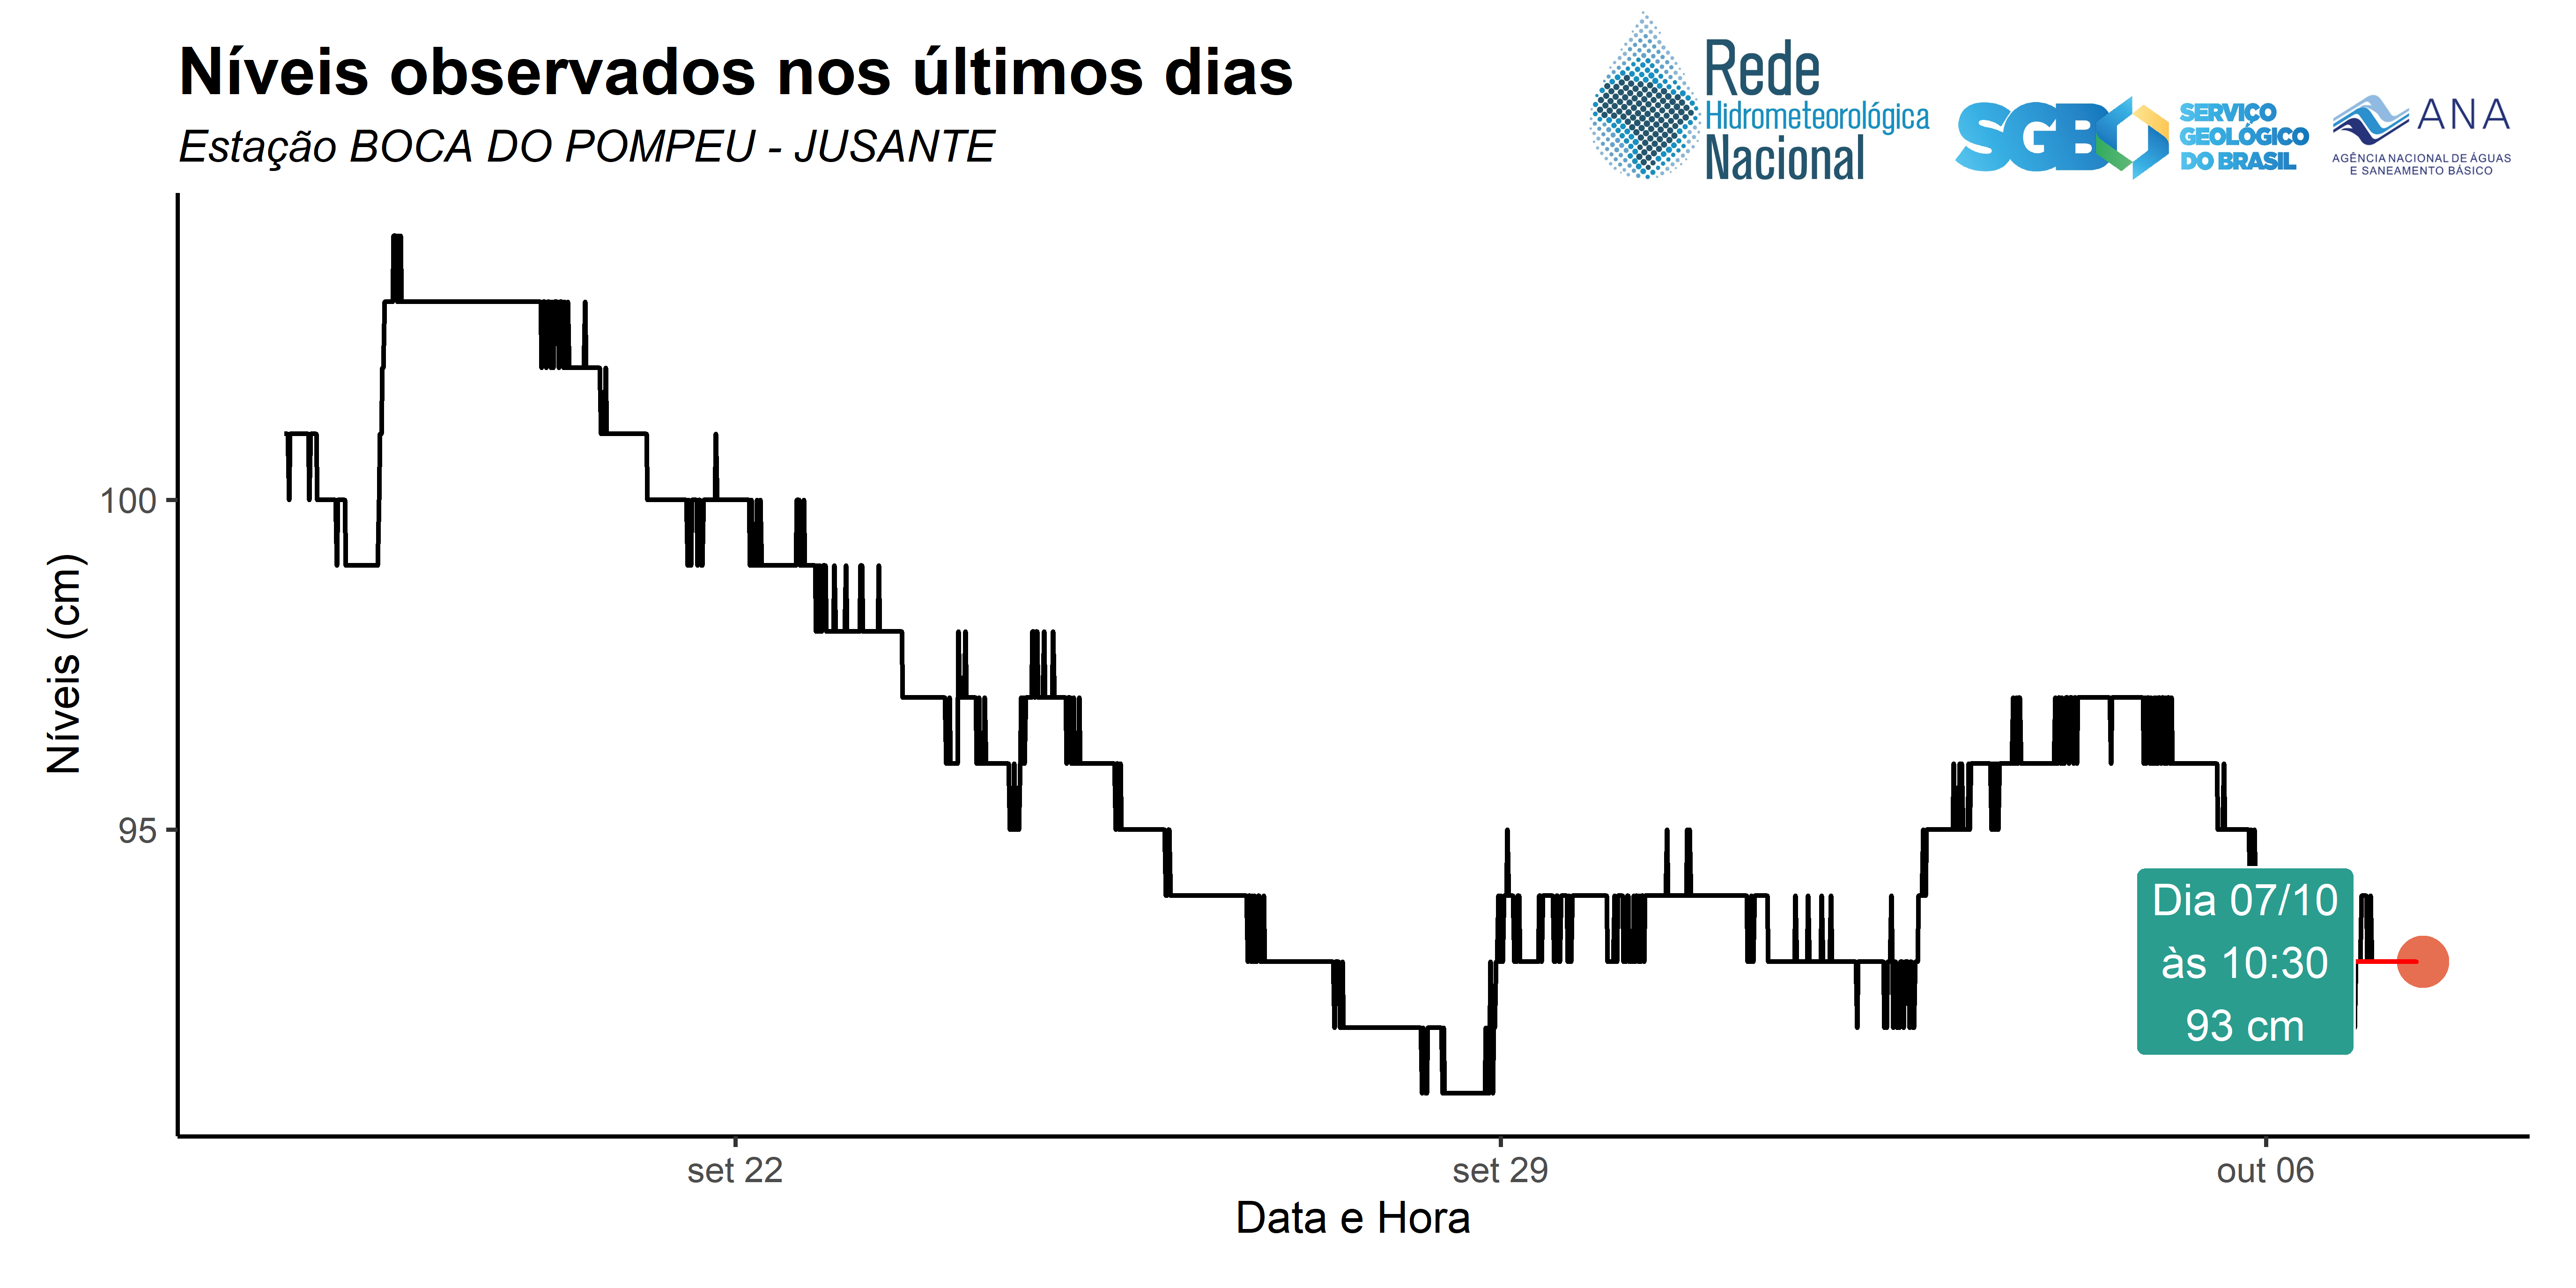 Níveis observados nos últimos dias
Estação BOCA DO POMPEU - JUSANTE
Rede
Hidrometeorológica
Nacional
SGB
SERVIÇO
GEOLÓGICO
DO BRASIL
ANA
AGÊNCIA NACIONAL DE ÁGUAS
E SANEAMENTO BÁSICO
Níveis (cm)
100
95
Dia 07/10
às 10:30
93 cm
set 22
set 29
out 06
Data e Hora